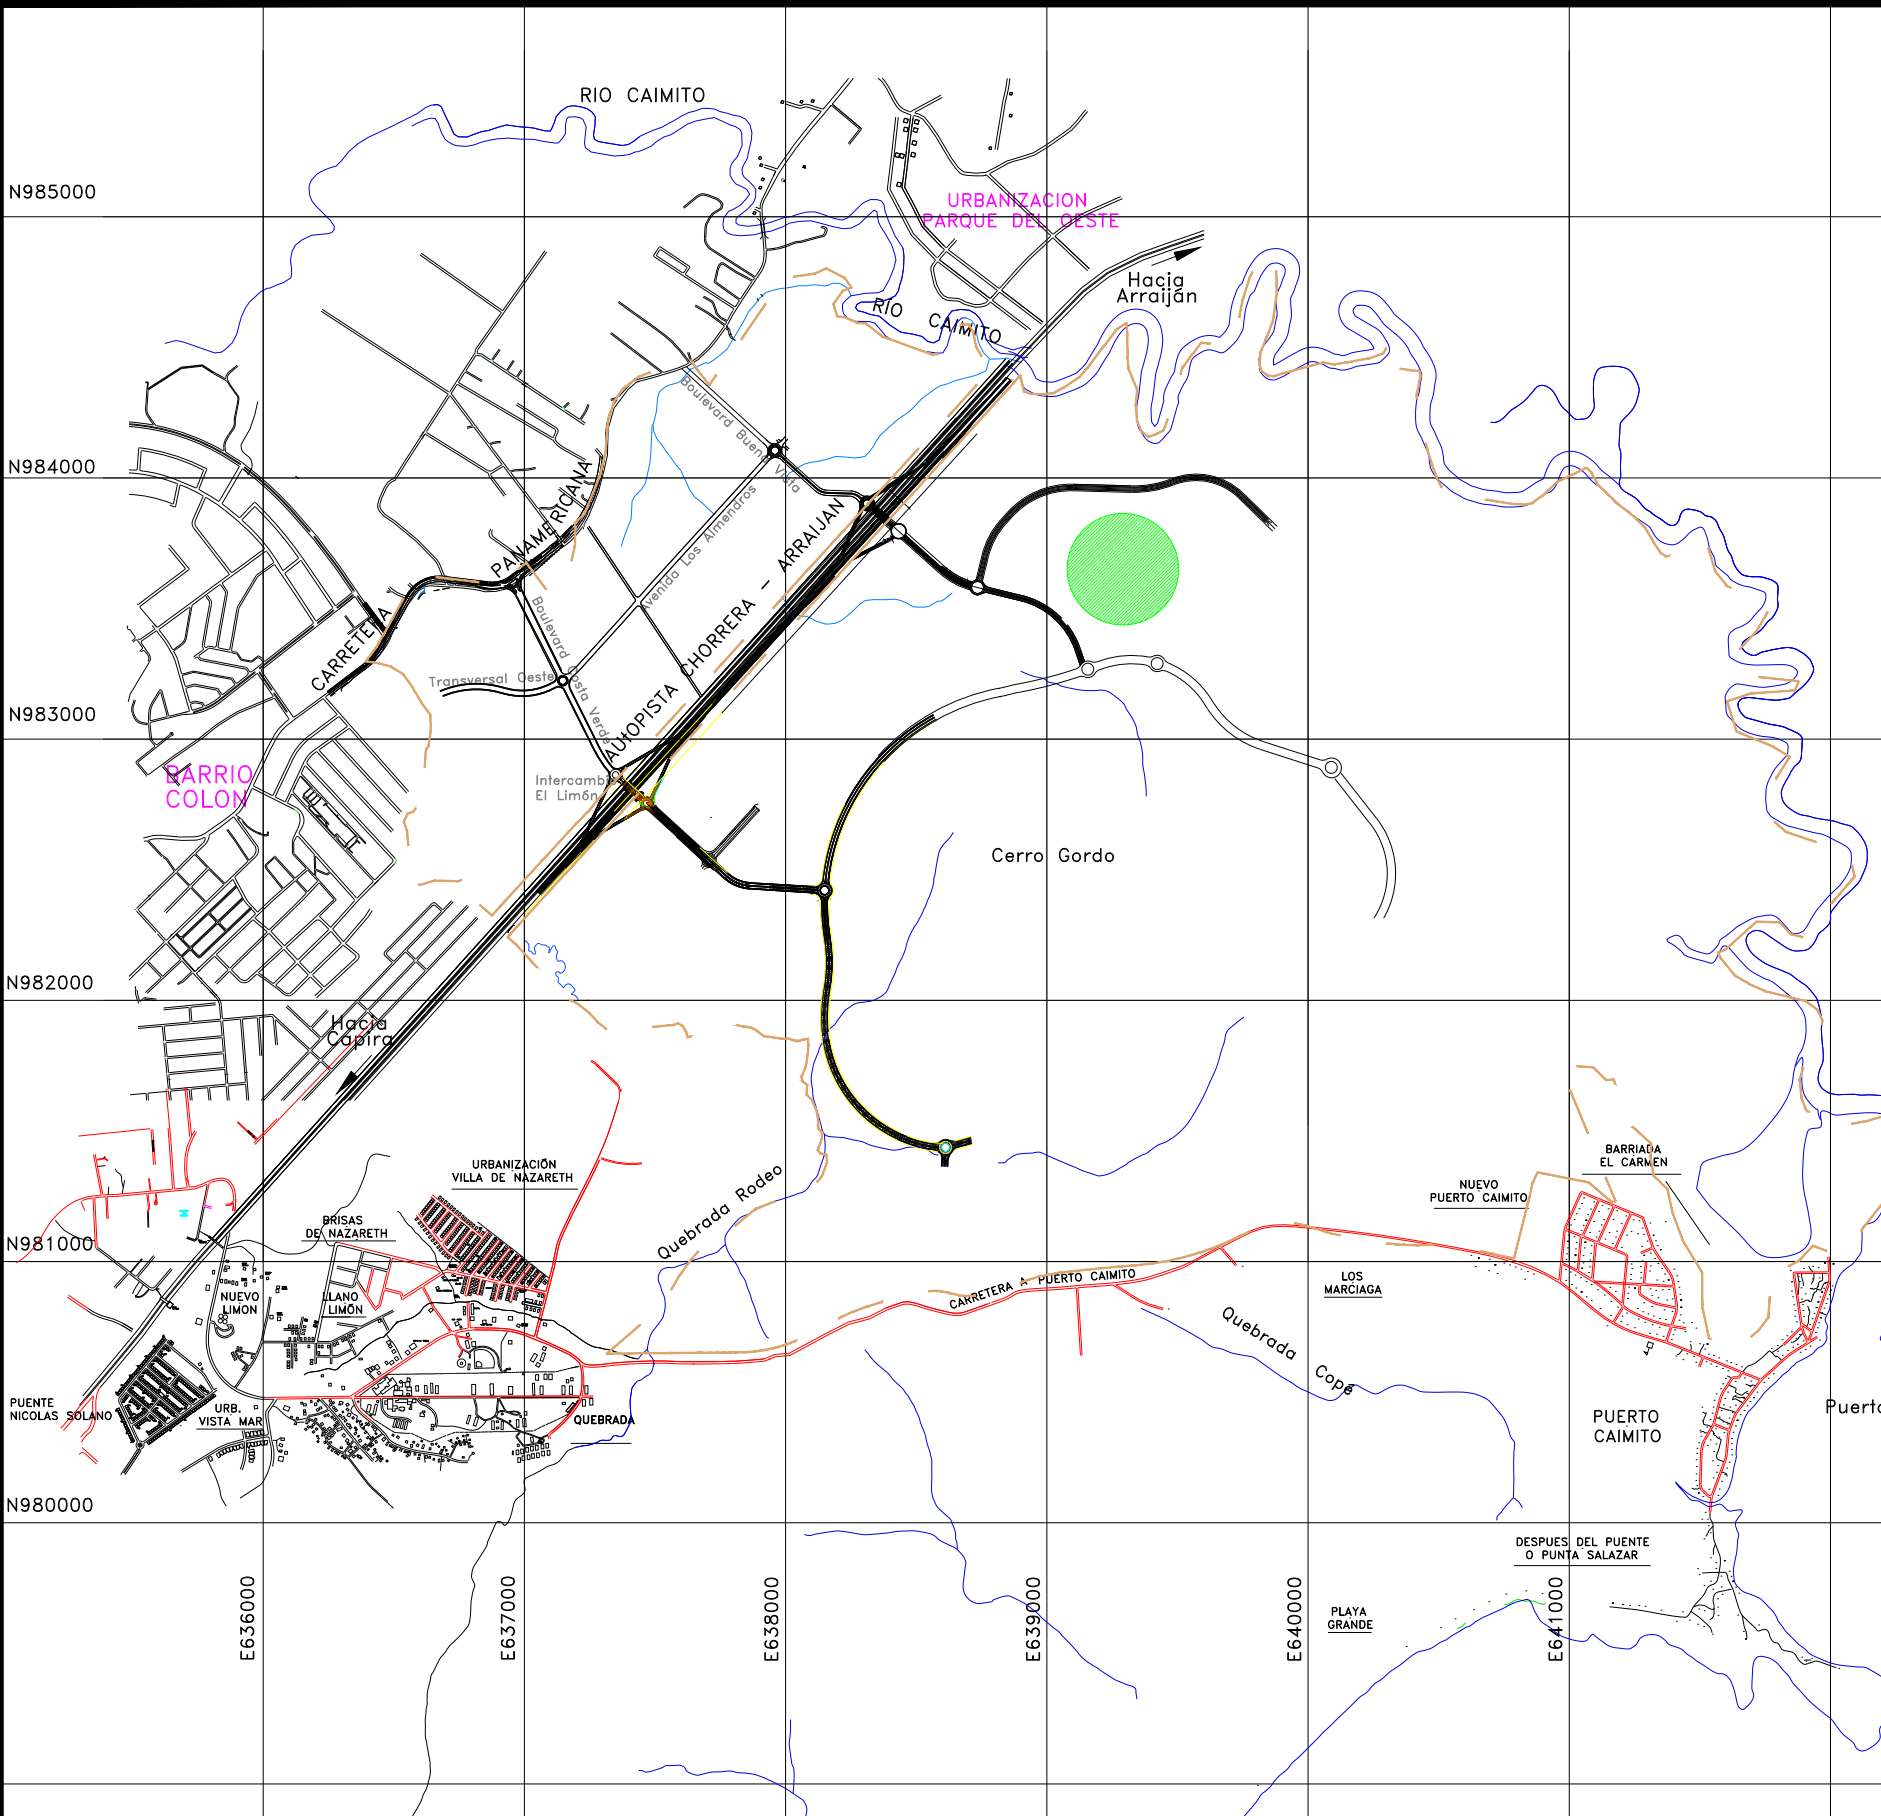 RIO CAIMITO
N985000
URBANIZACION
PARQUE DEL OESTE
Hacia
Arraiján
RIO CAIMITO
Boulevard Buena Vista
N984000
PANAMERICANA
Avenida Los Almendros
CHORRERA - ARRAIJAN
CARRETERA
Boulevard Costa Verde
Transversal Oeste
AUTOPISTA
N983000
BARRIO
COLON
Intercambi
El Limón
Cerro Gordo
N982000
Hacia
Capira
URBANIZACIÓN
VILLA DE NAZARETH
BARRIADA
EL CARMEN
NUEVO
PUERTO CAIMITO
Quebrada Rodeo
BRISAS
DE NAZARETH
N981000
CARRETERA A PUERTO CAIMITO
LOS
MARCIAGA
NUEVO
LIMON
LLANO
LIMÓN
Quebrada Copé
PUENTE
NICOLAS SOLANO
URB.
VISTA MAR
QUEBRADA
PUERTO
CAIMITO
Puerto
N980000
DESPUES DEL PUENTE
O PUNTA SALAZAR
PLAYA
GRANDE
E636000
E637000
E638000
E639000
E640000
E641000